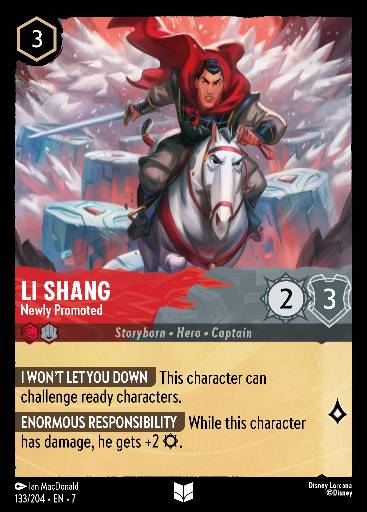 3
LI SHANG
Newly Promoted
2
3
Storyborn • Hero • Captain
I WON'T LET YOU DOWN This character can
challenge ready characters.
ENORMOUS RESPONSIBILITY While this character
has damage, he gets +2 ¤.
Ian MacDonald
133/204 • EN • 7
Disney Lorcana
©Disney